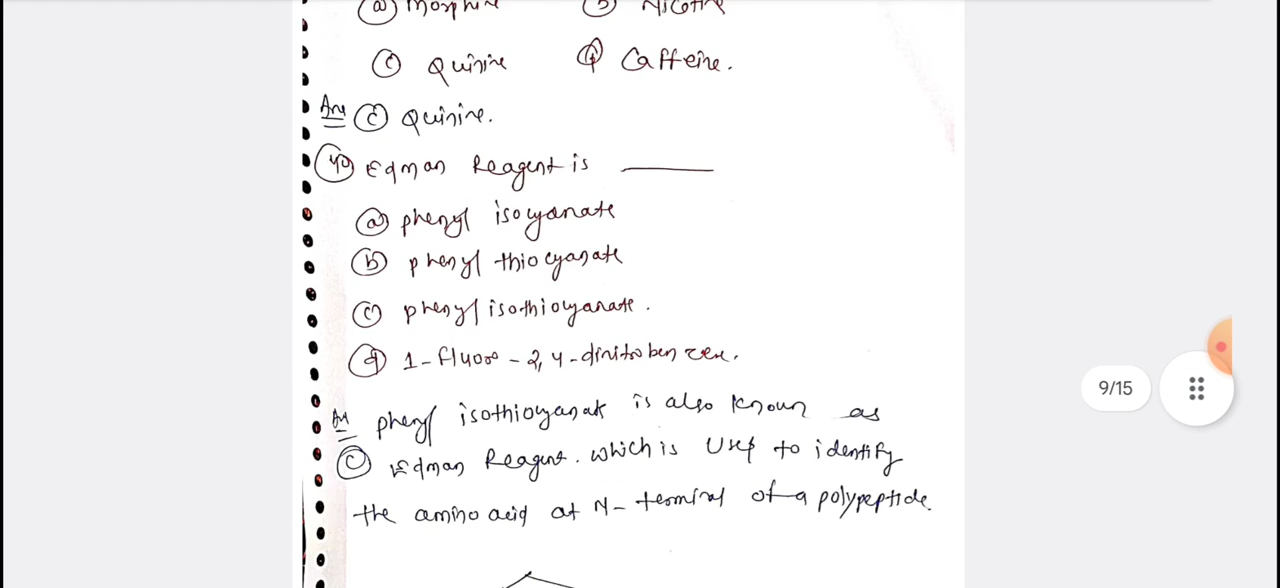 (a) Morphine (b) Nicotine
(c) Quinine (d) Caffeine.
Ans (c) Quinine.
(40) Edman Reagent is ______
(a) phenyl isocyanate
(b) phenyl thiocyanate
(c) phenyl isothiocyanate.
(d) 1-fluoro-2,4-dinitrobenzene.
Ans phenyl isothiocyanate is also known as
(c) Edman Reagent. which is used to identify
the amino acid at N-terminal of a polypeptide.
9/15